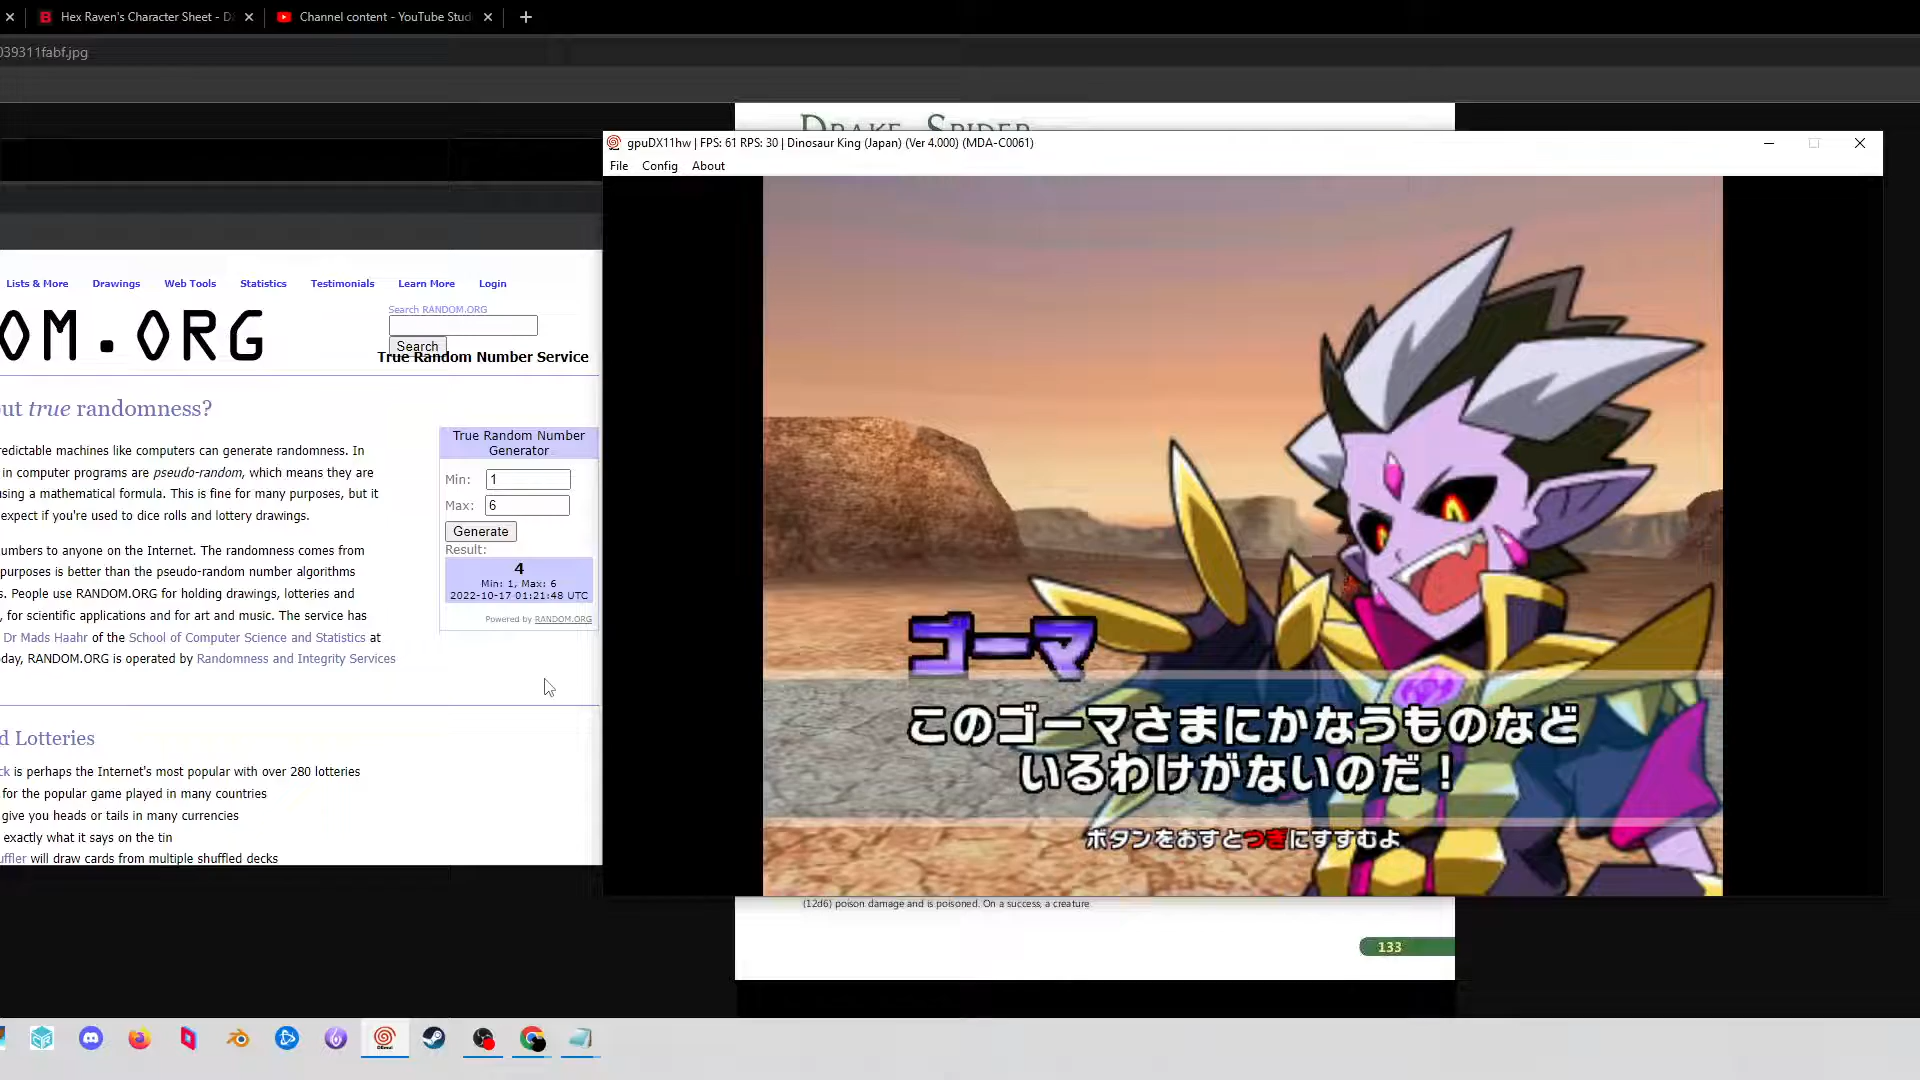 Hex Raven's Character Sheet - D
Channel content - YouTube Stud
039311fabf.jpg
DRAKE SPIDER
gpuDX11hw | FPS: 61 RPS: 30 | Dinosaur King (Japan) (Ver 4.000) (MDA-C0061)
File Config About
Lists & More Drawings Web Tools Statistics Testimonials Learn More Login
Search RANDOM.ORG
OM.ORG
Search
True Random Number Service
ut true randomness?
True Random Number
Generator
redictable machines like computers can generate randomness. In
in computer programs are pseudo-random, which means they are
using a mathematical formula. This is fine for many purposes, but it
expect if you're used to dice rolls and lottery drawings.
Min: 1
Max: 6
Generate
Result:
4
Min: 1, Max: 6
2022-10-17 01:21:48 UTC
Powered by RANDOM.ORG
umbers to anyone on the Internet. The randomness comes from
purposes is better than the pseudo-random number algorithms
s. People use RANDOM.ORG for holding drawings, lotteries and
, for scientific applications and for art and music. The service has
Dr Mads Haahr of the School of Computer Science and Statistics at
day, RANDOM.ORG is operated by Randomness and Integrity Services
d Lotteries
ck is perhaps the Internet's most popular with over 280 lotteries
for the popular game played in many countries
give you heads or tails in many currencies
exactly what it says on the tin
uffler will draw cards from multiple shuffled decks
ゴーマ
このゴーマさまにかなうものなど
いるわけがないのだ！
ボタンをおすとつぎにすすむよ
(12d6) poison damage and is poisoned. On a success, a creature
133